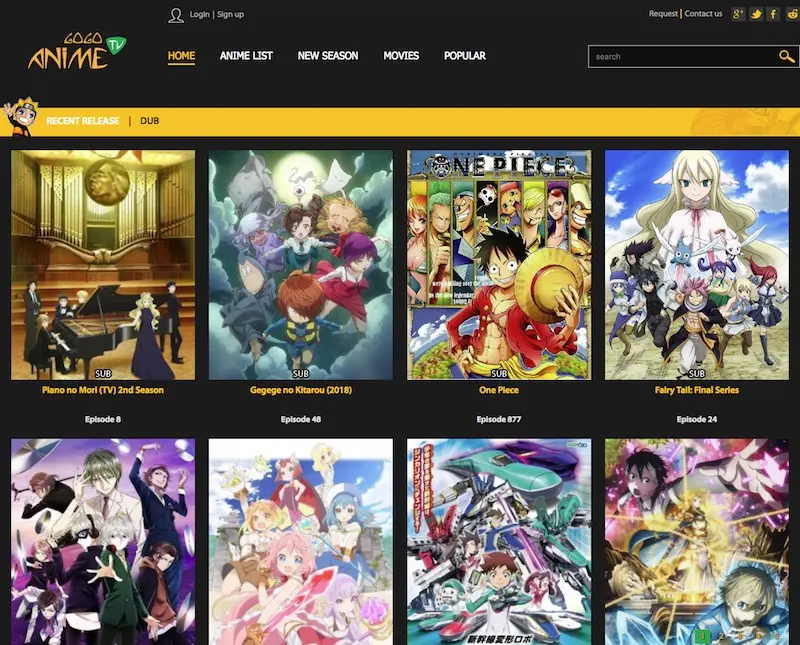 Login | Sign up
Request | Contact us
GOGO
ANIME TV
HOME
ANIME LIST
NEW SEASON
MOVIES
POPULAR
search
RECENT RELEASE | DUB
ONE PIECE
SUB
SUB
SUB
SUB
Piano no Mori (TV) 2nd Season
Gegege no Kitarou (2018)
One Piece
Fairy Tail: Final Series
Episode 8
Episode 48
Episode 877
Episode 24
新幹線変形ロボ